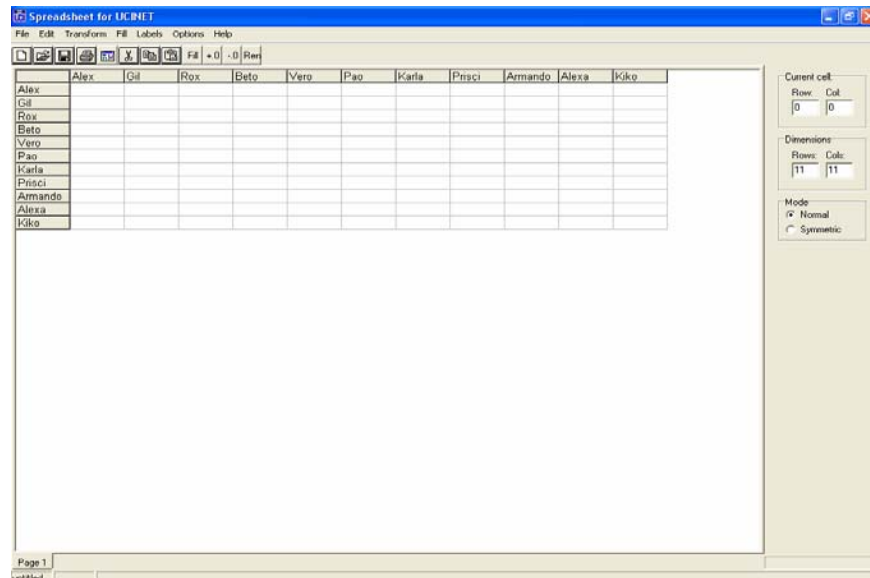 Spreadsheet for UCINET
File Edit Transform Fill Labels Options Help
Fill +.0 -.0 Ren
Alex Gil Rox Beto Vero Pao Karla Prisci Armando Alexa Kiko
Alex
Gil
Rox
Beto
Vero
Pao
Karla
Prisci
Armando
Alexa
Kiko
Current cell:
Row: Col:
0 0
Dimensions
Rows: Cols:
11 11
Mode
Normal
Symmetric
Page 1